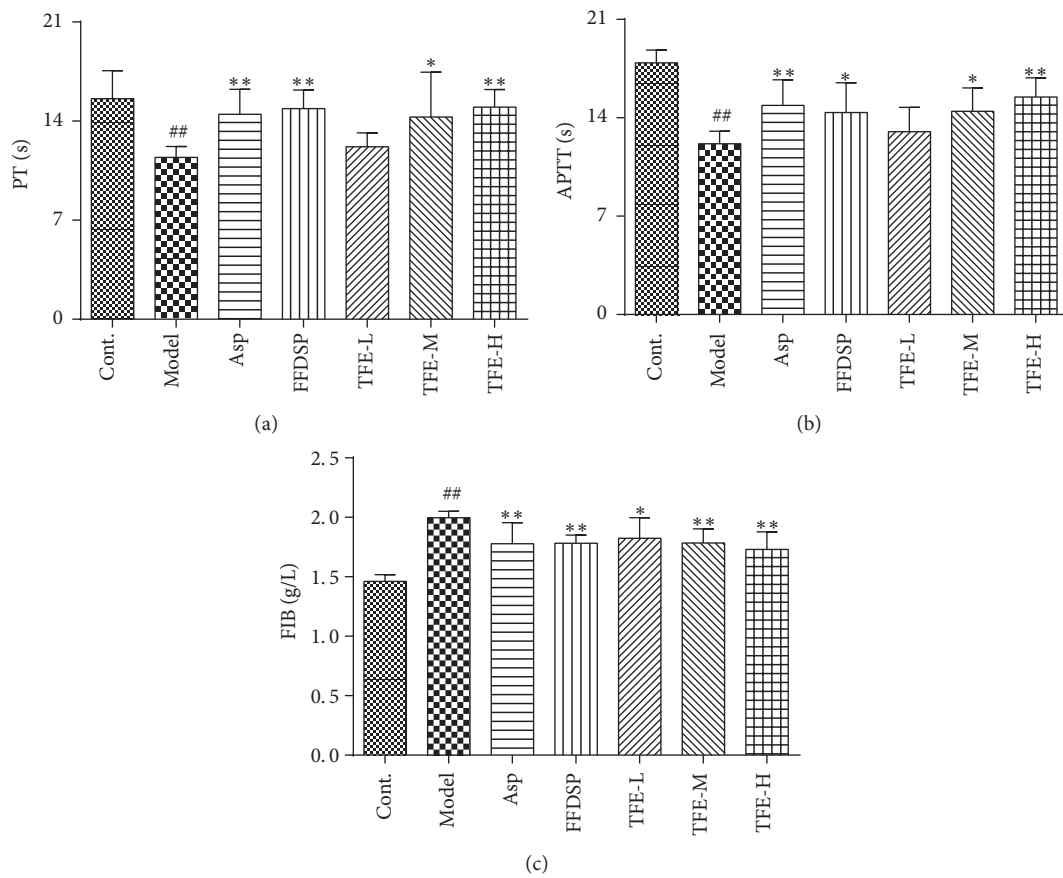 21
14
7
0
PT (s)
##
**
**
*
**
Cont.
Model
Asp
FFDSP
TFE-L
TFE-M
TFE-H
(a)
21
14
7
0
APTT (s)
##
**
*
*
**
Cont.
Model
Asp
FFDSP
TFE-L
TFE-M
TFE-H
(b)
2.5
2.0
1.5
1.0
0.5
0.0
FIB (g/L)
##
**
**
*
**
**
Cont.
Model
Asp
FFDSP
TFE-L
TFE-M
TFE-H
(c)